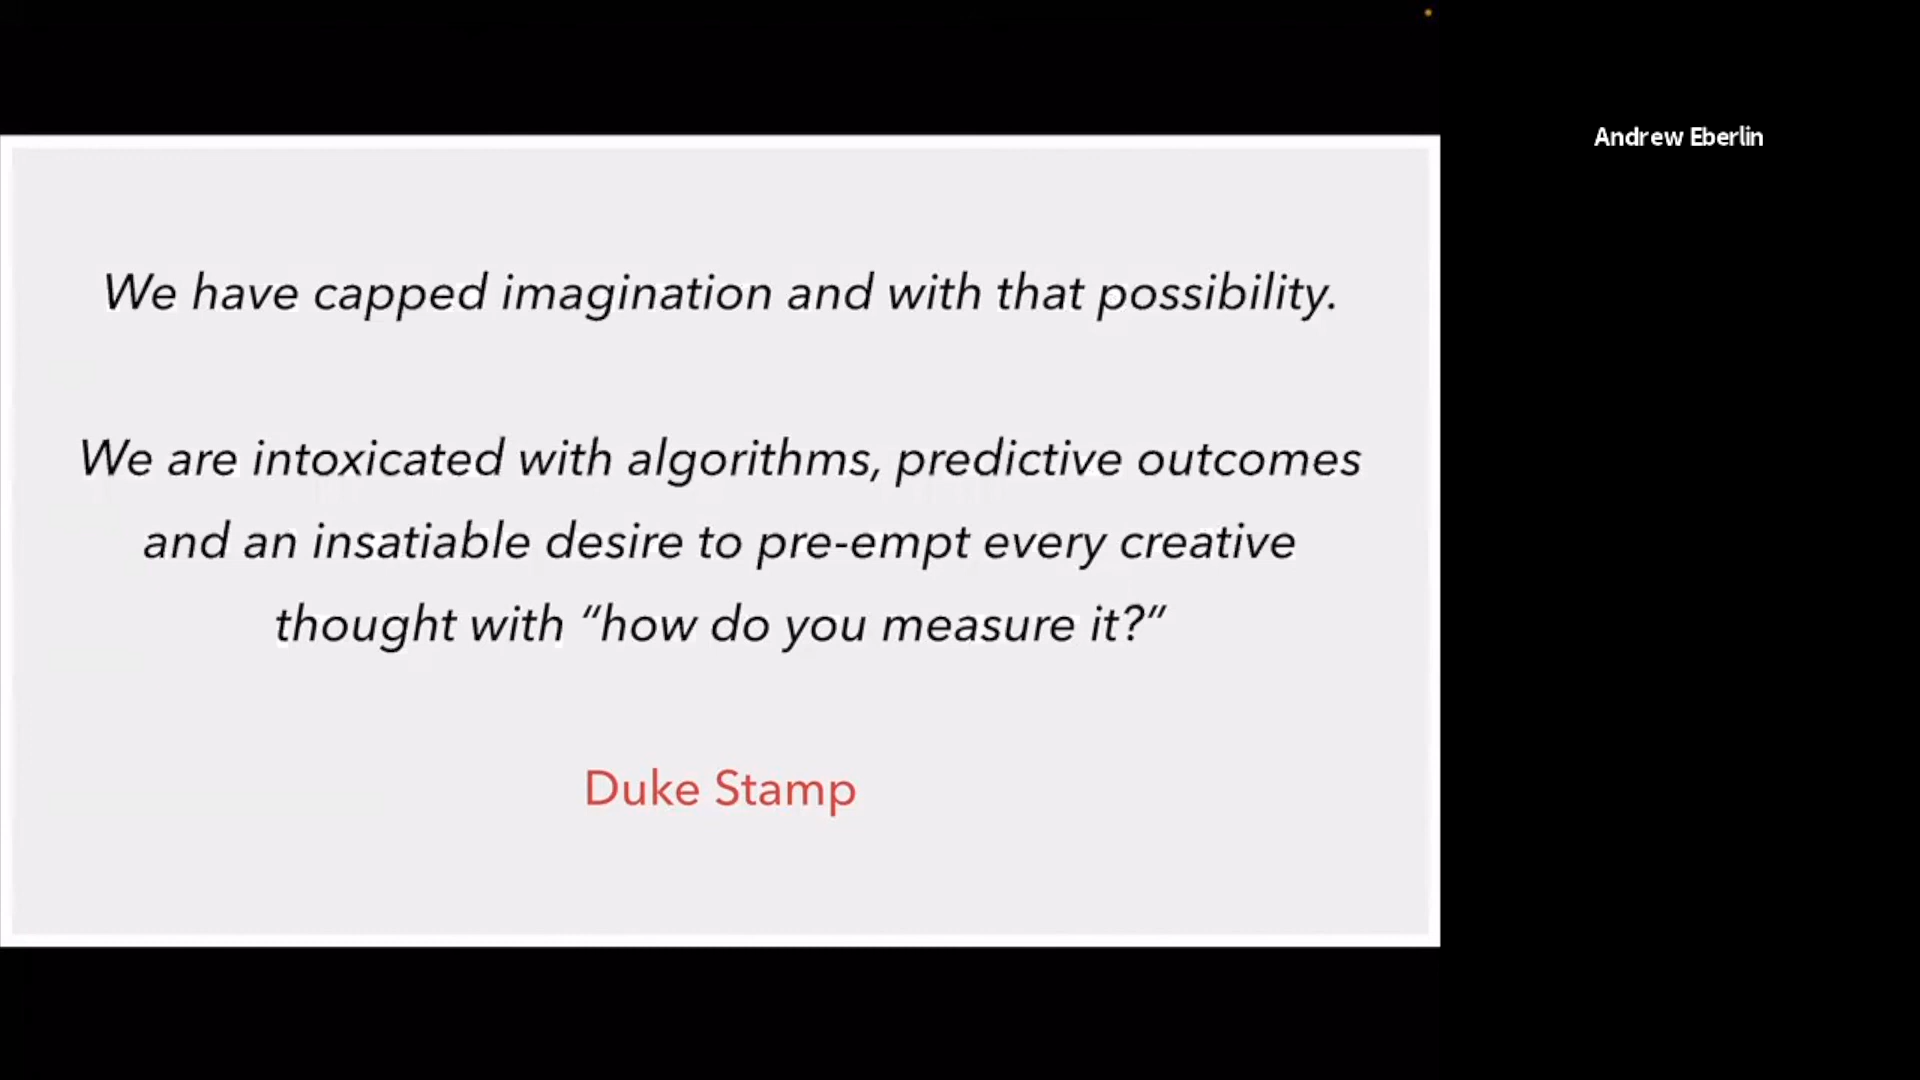 Andrew Eberlin
We have capped imagination and with that possibility.
We are intoxicated with algorithms, predictive outcomes
and an insatiable desire to pre-empt every creative
thought with “how do you measure it?”
Duke Stamp